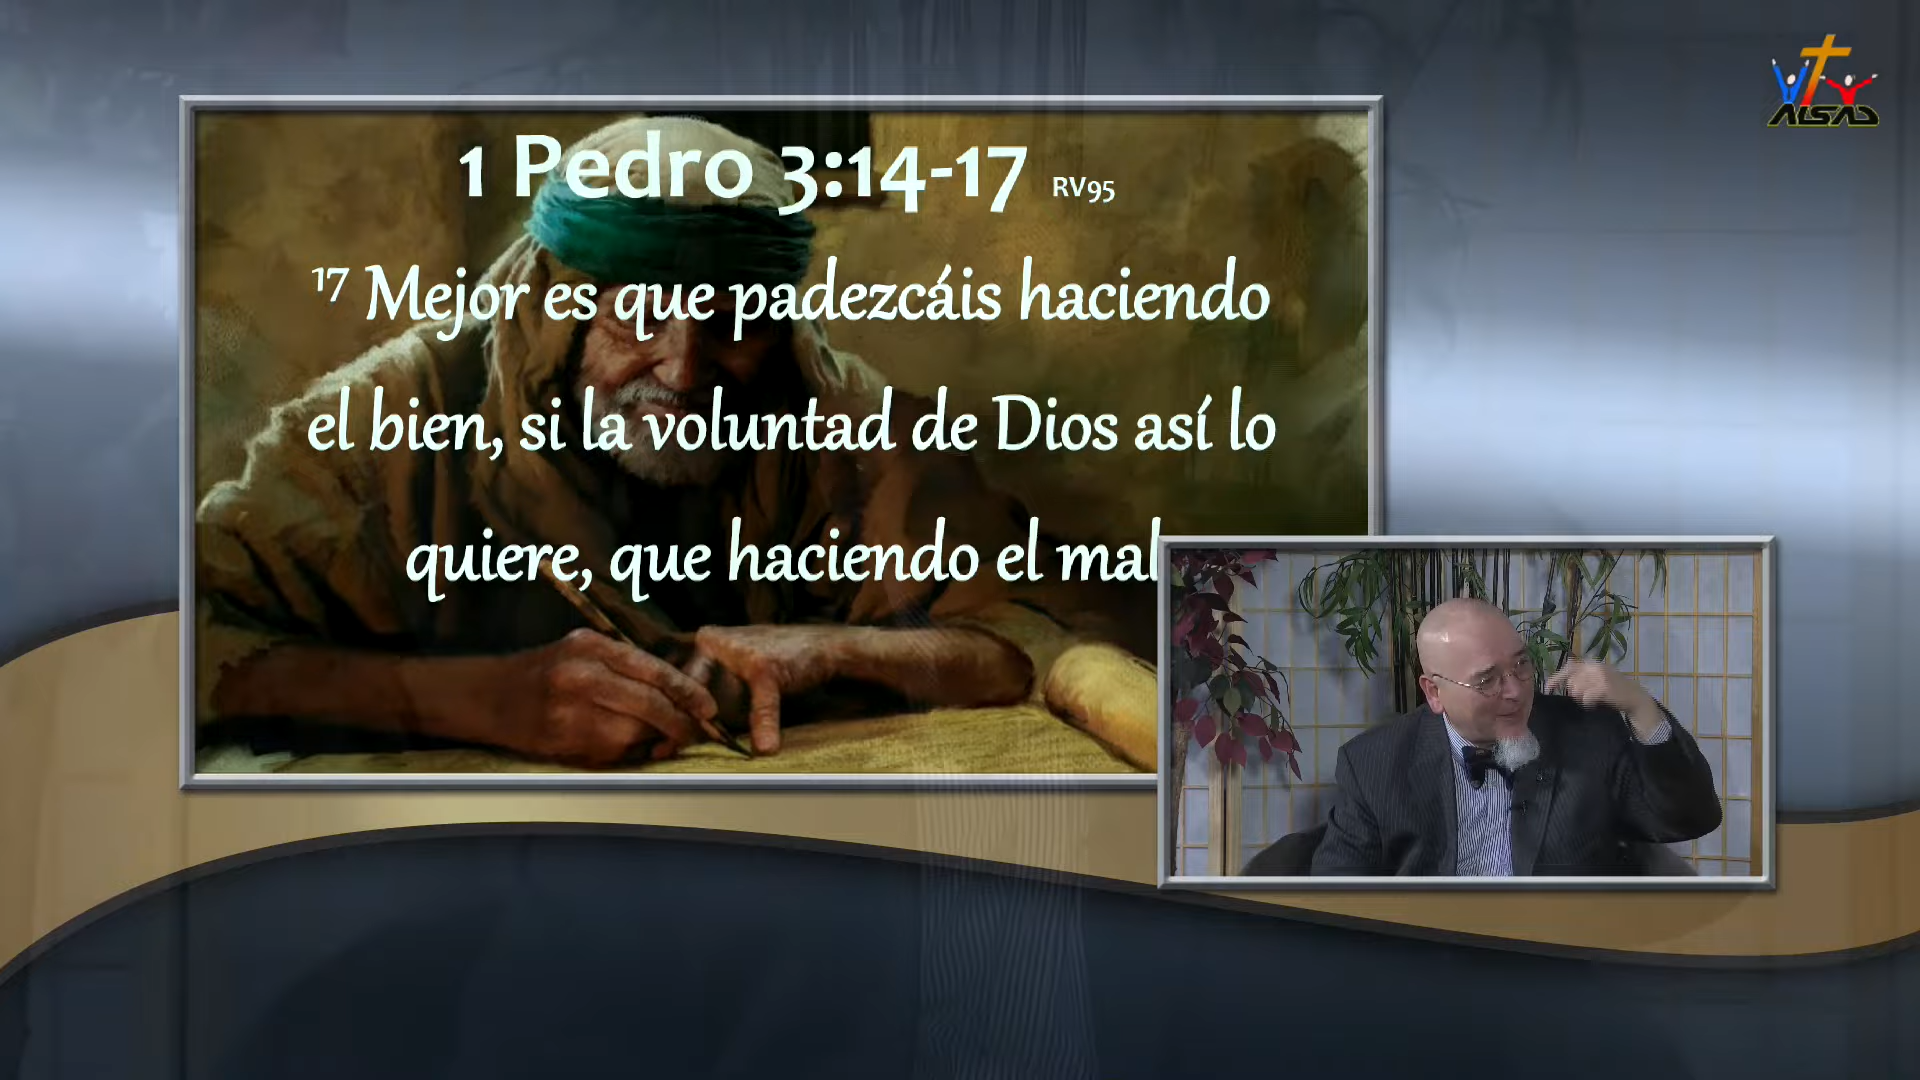 ALSAD
1 Pedro 3:14-17 RV95
17 Mejor es que padezcáis haciendo
el bien, si la voluntad de Dios así lo
quiere, que haciendo el mal